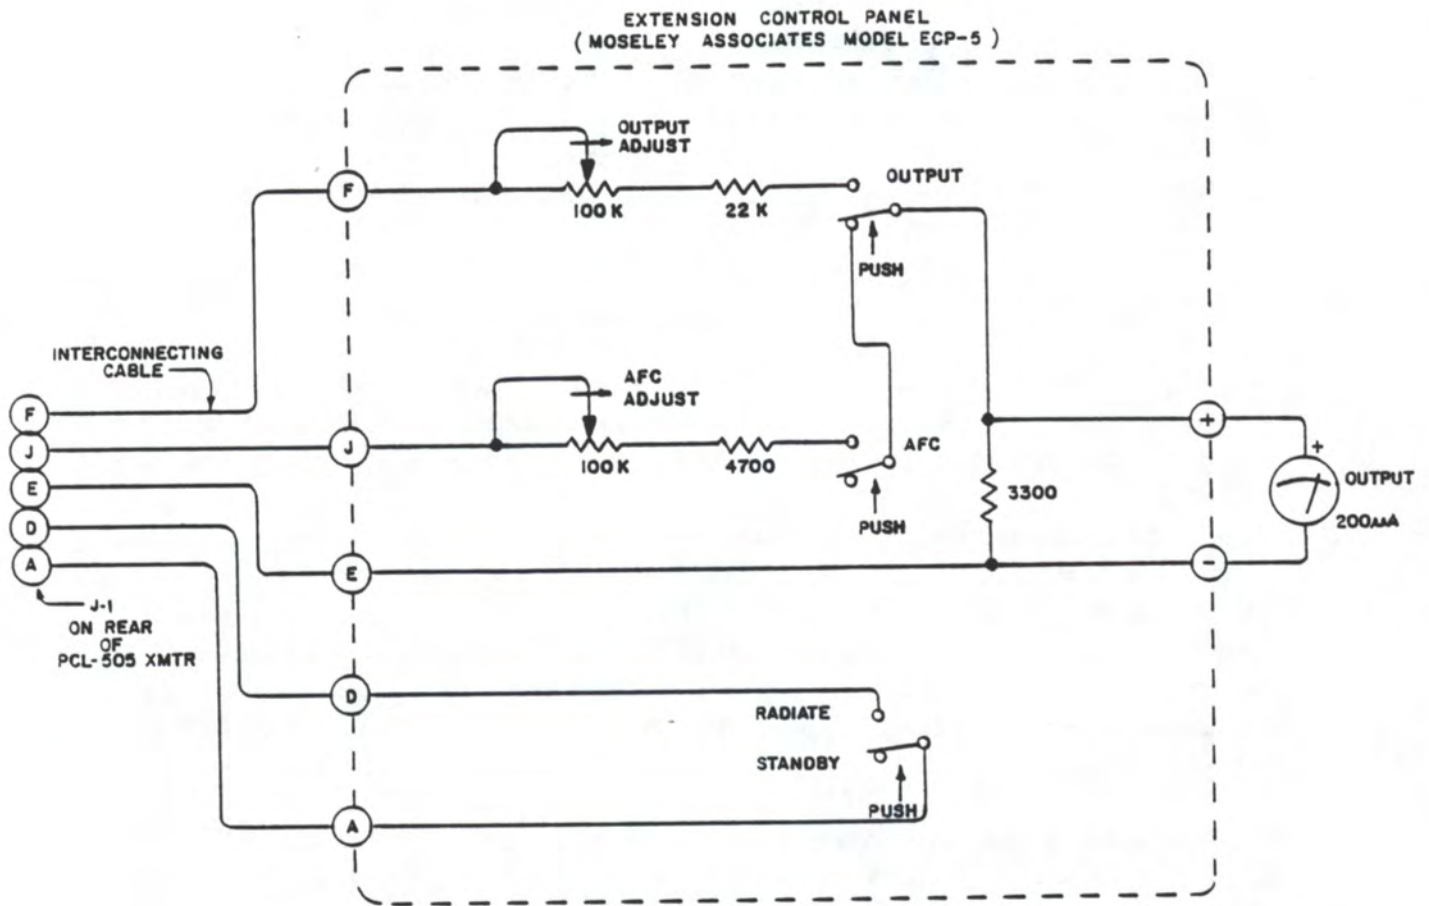 EXTENSION CONTROL PANEL
( MOSELEY ASSOCIATES MODEL ECP-5 )
OUTPUT
ADJUST
F
100 K
22 K
OUTPUT
PUSH
INTERCONNECTING
CABLE
AFC
ADJUST
F
J
E
D
A
J
100 K
4700
AFC
PUSH
3300
+
+
OUTPUT
200µA
-
E
J-1
ON REAR
OF
PCL-505 XMTR
D
RADIATE
STANDBY
PUSH
A